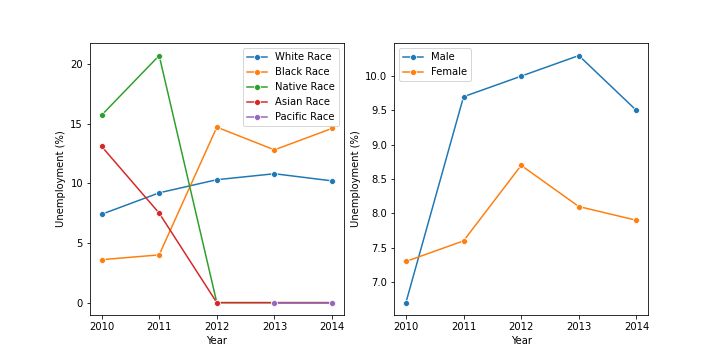 White Race
Black Race
Native Race
Asian Race
Pacific Race
20
15
10
5
0
Unemployment (%)
2010
2011
2012
2013
2014
Year
Male
Female
10.0
9.5
9.0
8.5
8.0
7.5
7.0
Unemployment (%)
2010
2011
2012
2013
2014
Year